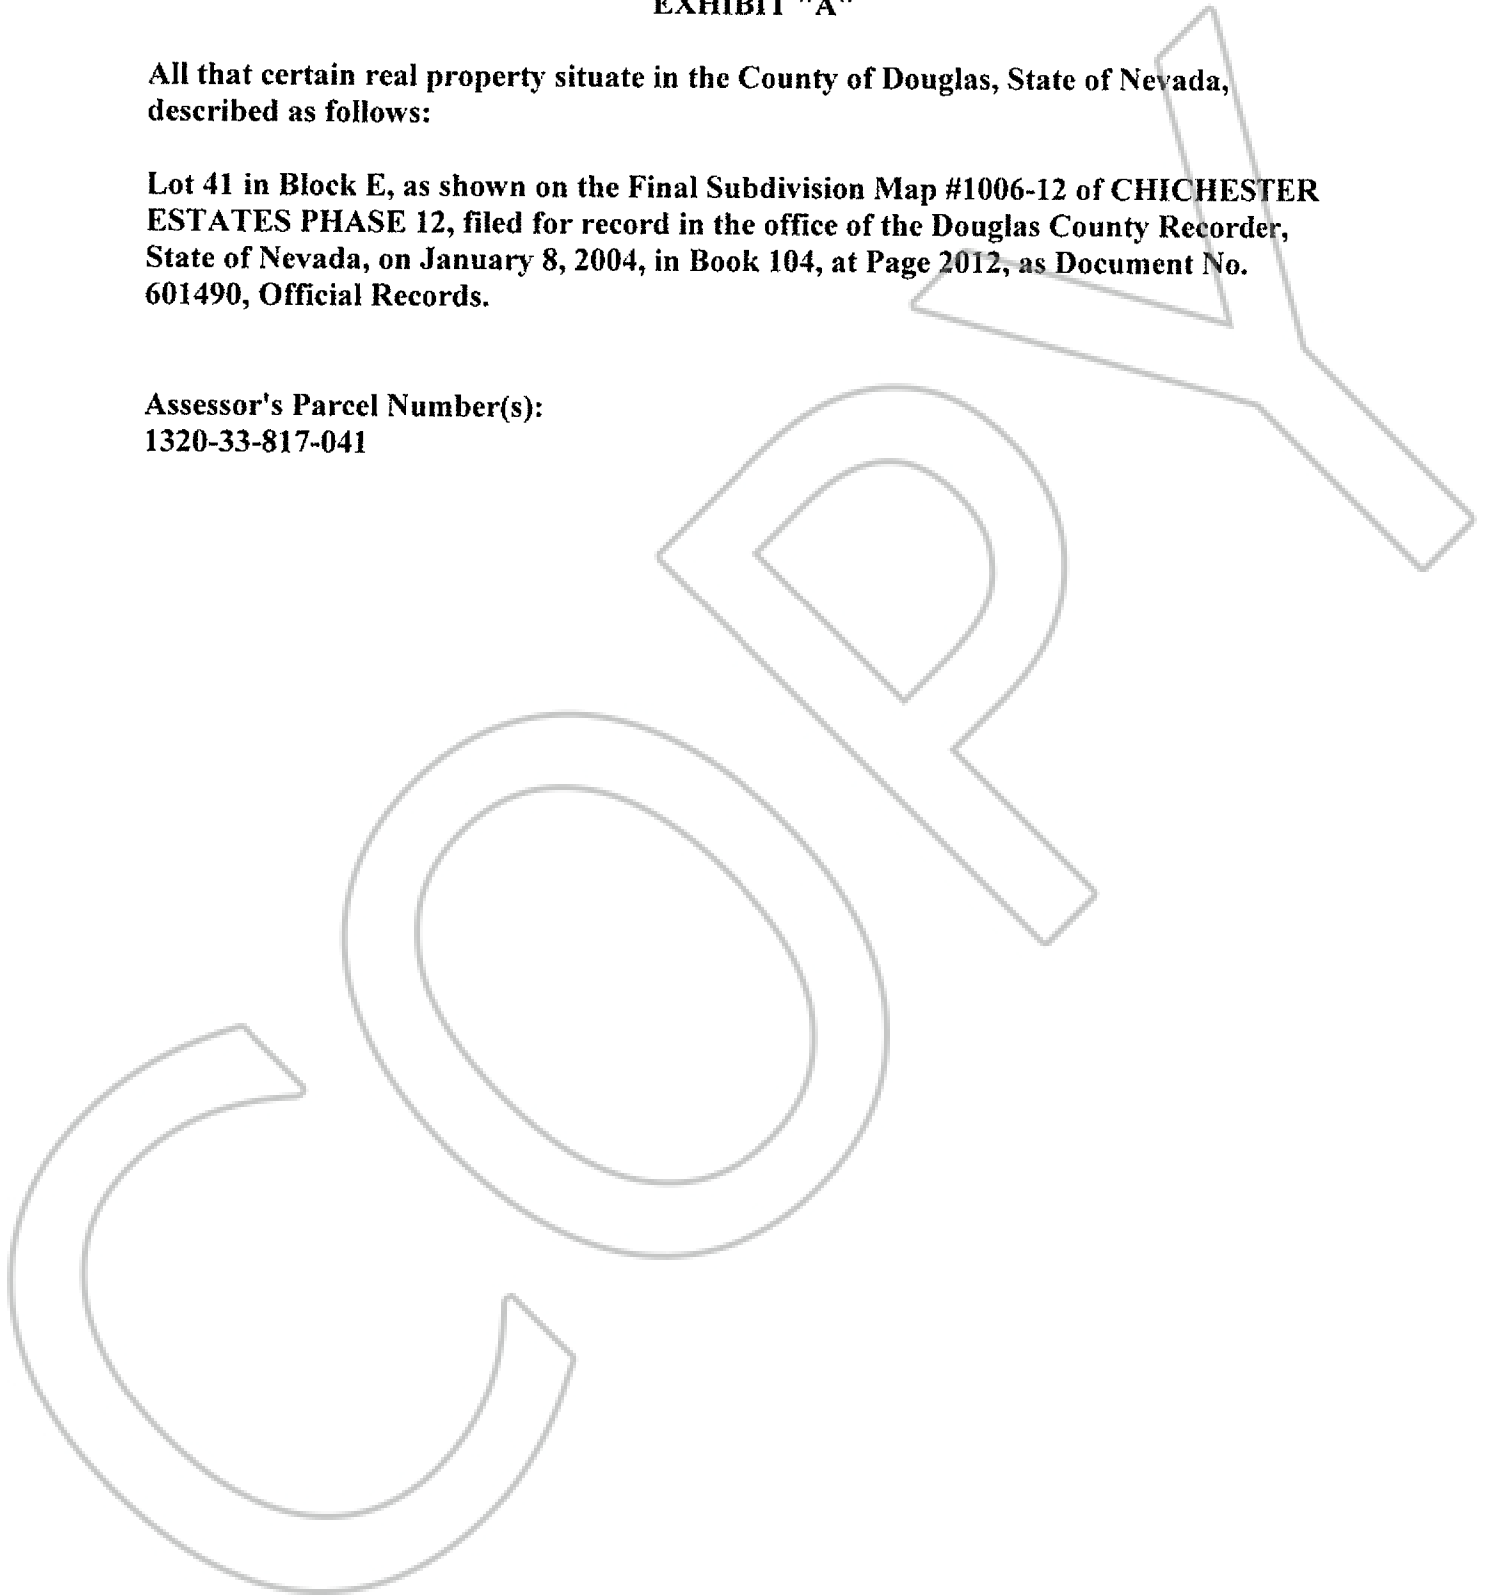 EXHIBIT "A"
All that certain real property situate in the County of Douglas, State of Nevada,
described as follows:
Lot 41 in Block E, as shown on the Final Subdivision Map #1006-12 of CHICHESTER
ESTATES PHASE 12, filed for record in the office of the Douglas County Recorder,
State of Nevada, on January 8, 2004, in Book 104, at Page 2012, as Document No.
601490, Official Records.
Assessor's Parcel Number(s):
1320-33-817-041
COPY